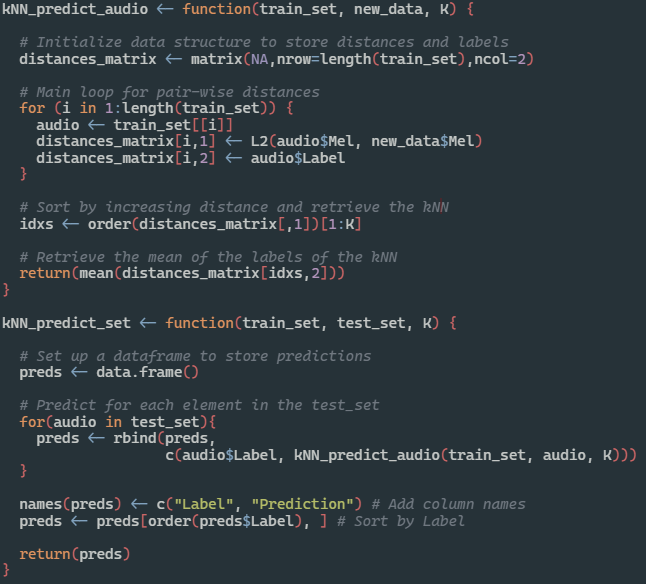 kNN_predict_audio <- function(train_set, new_data, K) {
  # Initialize data structure to store distances and labels
  distances_matrix <- matrix(NA,nrow=length(train_set),ncol=2)
  # Main loop for pair-wise distances
  for (i in 1:length(train_set)) {
    audio <- train_set[[i]]
    distances_matrix[i,1] <- L2(audio$Mel, new_data$Mel)
    distances_matrix[i,2] <- audio$Label
  }
  # Sort by increasing distance and retrieve the kNN
  idxs <- order(distances_matrix[,1])[1:K]
  # Retrieve the mean of the labels of the kNN
  return(mean(distances_matrix[idxs,2]))
}
kNN_predict_set <- function(train_set, test_set, K) {
  # Set up a dataframe to store predictions
  preds <- data.frame()
  # Predict for each element in the test_set
  for(audio in test_set){
    preds <- rbind(preds,
                   c(audio$Label, kNN_predict_audio(train_set, audio, K)))
  }
  names(preds) <- c("Label", "Prediction") # Add column names
  preds <- preds[order(preds$Label), ] # Sort by Label
  return(preds)
}